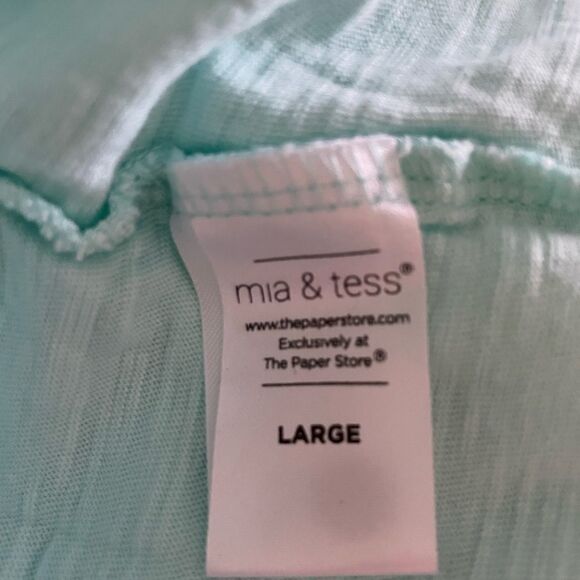 mia & tess®
www.thepaperstore.com
Exclusively at
The Paper Store®
LARGE